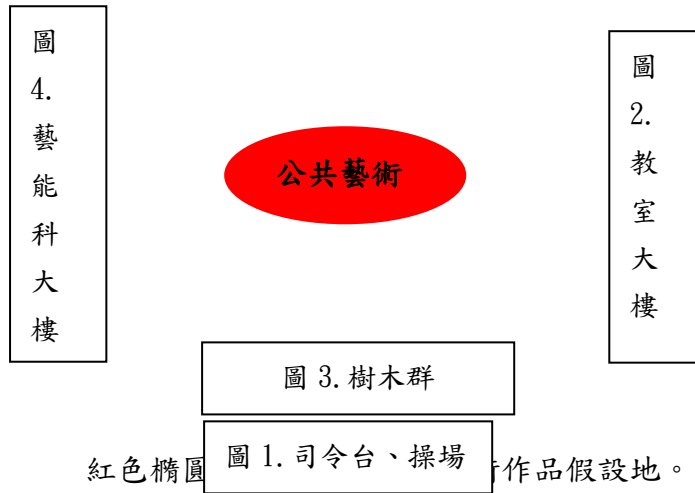 圖
4.
藝
能
科
大
樓
公共藝術
圖
2.
教
室
大
樓
圖 3.樹木群
圖 1.司令台、操場
紅色橢圓
作品假設地。